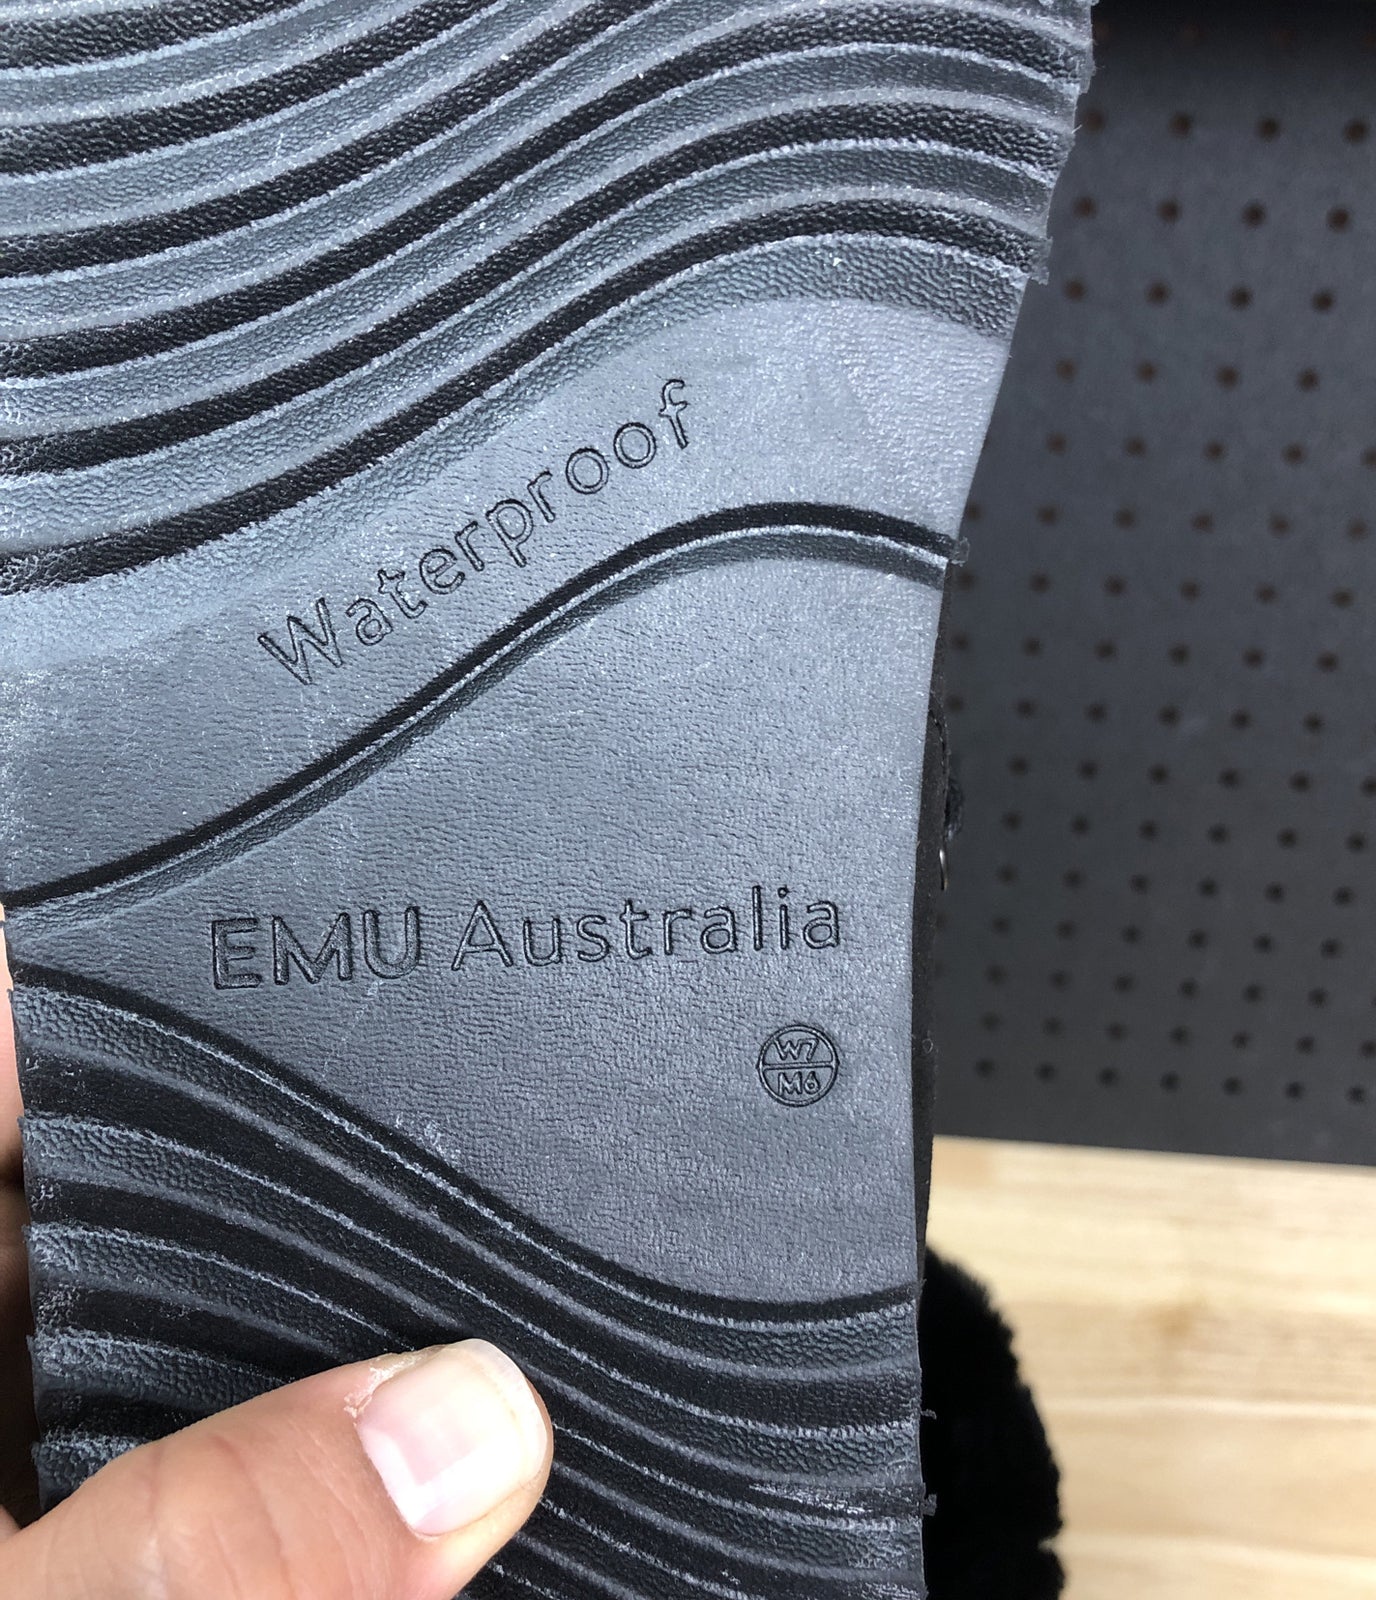 Waterproof
EMU Australia
W7
M6